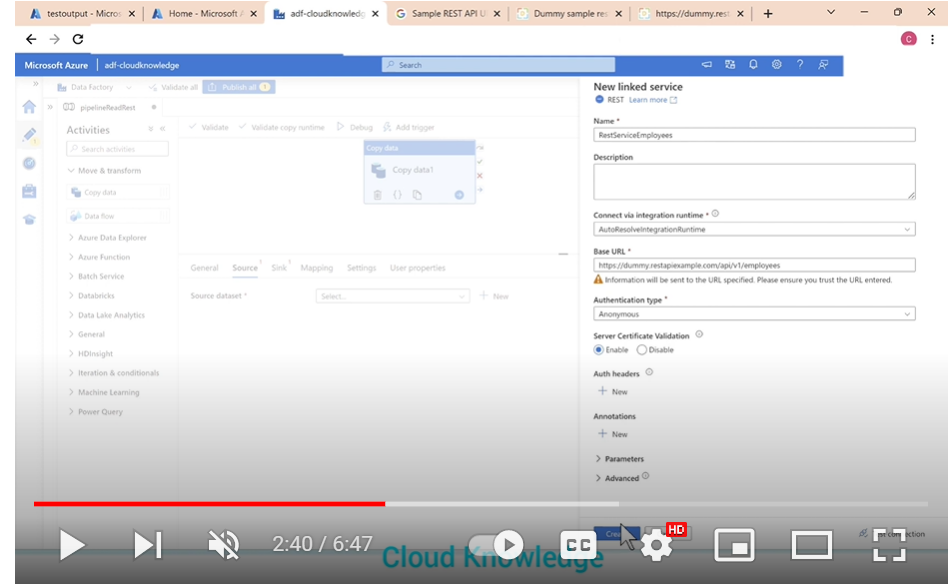 testoutput - Micros
Home - Microsoft A
adf-cloudknowledg
Sample REST API U
Dummy sample res
https://dummy.rest
C
Microsoft Azure
adf-cloudknowledge
Search
Data Factory
Validate all
Publish all
1
pipelineReadRest
Activities
Search activities
Move & transform
Copy data
Data flow
Azure Data Explorer
Azure Function
Batch Service
Databricks
Data Lake Analytics
General
HDInsight
Iteration & conditionals
Machine Learning
Power Query
Validate
Validate copy runtime
Debug
Add trigger
Copy data
Copy data1
General
Source 1
Sink 1
Mapping
Settings
User properties
Source dataset *
Select...
New
New linked service
REST Learn more
Name *
RestServiceEmployees
Description
Connect via integration runtime *
AutoResolveIntegrationRuntime
Base URL *
https://dummy.restapiexample.com/api/v1/employees
Information will be sent to the URL specified. Please ensure you trust the URL entered.
Authentication type *
Anonymous
Server Certificate Validation
Enable
Disable
Auth headers
New
Annotations
New
Parameters
Advanced
2:40 / 6:47
Cloud Knowledge
CC
HD